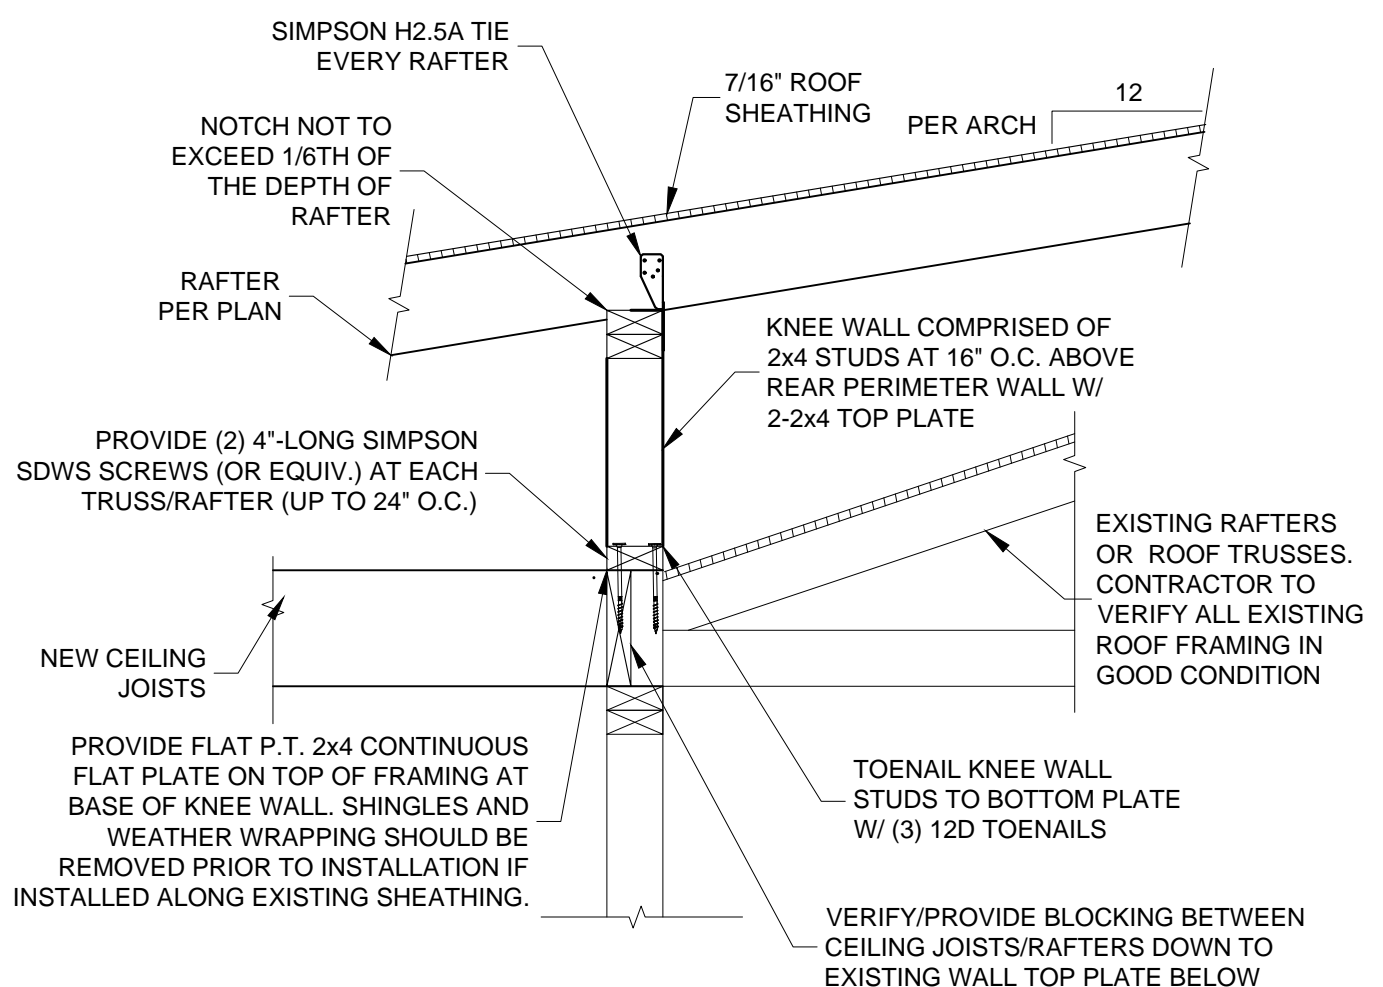 SIMPSON H2.5A TIE
EVERY RAFTER
7/16" ROOF
SHEATHING
12
PER ARCH
NOTCH NOT TO
EXCEED 1/6TH OF
THE DEPTH OF
RAFTER
RAFTER
PER PLAN
KNEE WALL COMPRISED OF
2x4 STUDS AT 16" O.C. ABOVE
REAR PERIMETER WALL W/
2-2x4 TOP PLATE
PROVIDE (2) 4"-LONG SIMPSON
SDWS SCREWS (OR EQUIV.) AT EACH
TRUSS/RAFTER (UP TO 24" O.C.)
EXISTING RAFTERS
OR ROOF TRUSSES.
CONTRACTOR TO
VERIFY ALL EXISTING
ROOF FRAMING IN
GOOD CONDITION
NEW CEILING
JOISTS
PROVIDE FLAT P.T. 2x4 CONTINUOUS
FLAT PLATE ON TOP OF FRAMING AT
BASE OF KNEE WALL. SHINGLES AND
WEATHER WRAPPING SHOULD BE
REMOVED PRIOR TO INSTALLATION IF
INSTALLED ALONG EXISTING SHEATHING.
TOENAIL KNEE WALL
STUDS TO BOTTOM PLATE
W/ (3) 12D TOENAILS
VERIFY/PROVIDE BLOCKING BETWEEN
CEILING JOISTS/RAFTERS DOWN TO
EXISTING WALL TOP PLATE BELOW